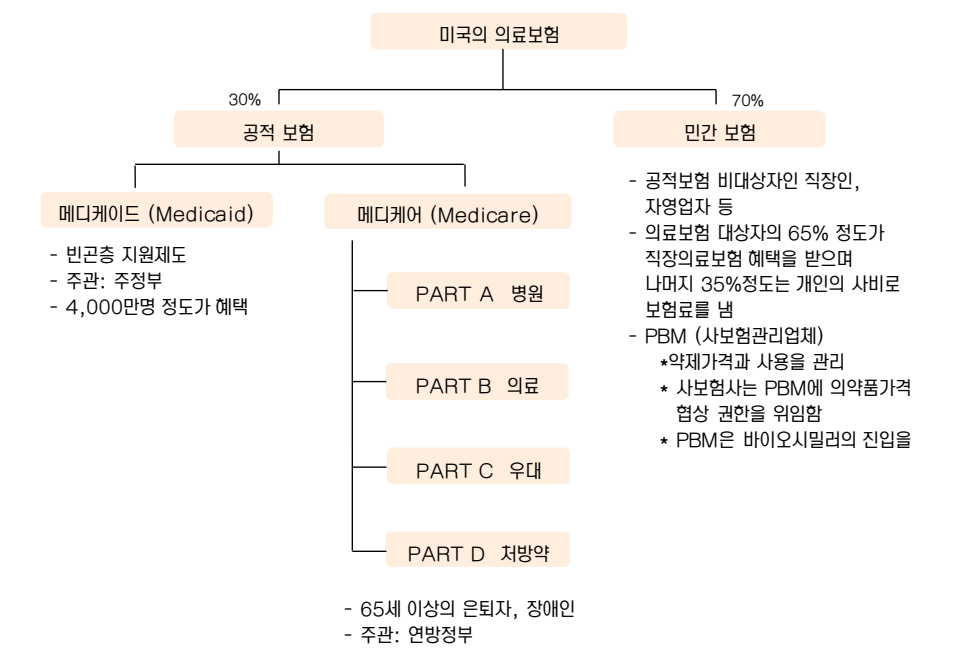 미국의 의료보험
30%
70%
공적 보험
민간 보험
메디케이드 (Medicaid)
- 빈곤층 지원제도
- 주관: 주정부
- 4,000만명 정도가 혜택
메디케어 (Medicare)
PART A 병원
PART B 의료
PART C 우대
PART D 처방약
- 65세 이상의 은퇴자, 장애인
- 주관: 연방정부
- 공적보험 비대상자인 직장인,
자영업자 등
- 의료보험 대상자의 65% 정도가
직장의료보험 혜택을 받으며
나머지 35%정도는 개인의 사비로
보험료를 냄
- PBM (사보험관리업체)
*약제가격과 사용을 관리
* 사보험사는 PBM에 의약품가격
협상 권한을 위임함
* PBM은 바이오시밀러의 진입을